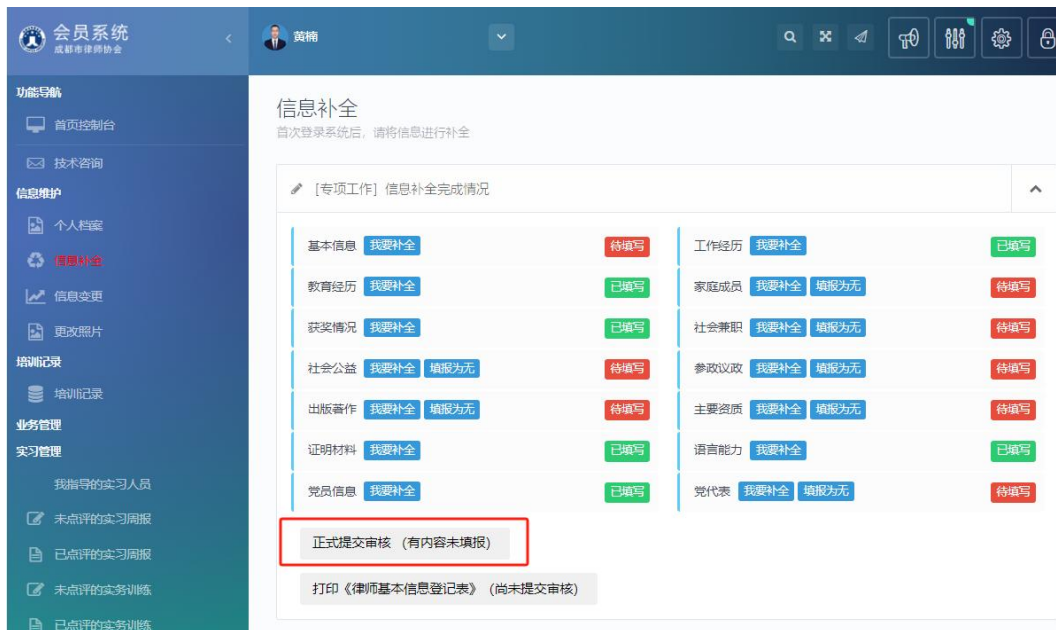 会员系统
成都市律师协会
黄楠
功能导航
首页控制台
技术咨询
信息维护
个人档案
信息补全
信息变更
更改照片
培训记录
培训记录
业务管理
实习管理
我指导的实习人员
未点评的实习周报
已点评的实习周报
未点评的实务训练
已点评的实务训练
信息补全
首次登录系统后，请将信息进行补全
[专项工作] 信息补全完成情况
基本信息 我要补全 待填写 工作经历 我要补全 已填写
教育经历 我要补全 已填写 家庭成员 我要补全 填报为无 待填写
获奖情况 我要补全 已填写 社会兼职 我要补全 填报为无 待填写
社会公益 我要补全 填报为无 待填写 参政议政 我要补全 填报为无 待填写
出版著作 我要补全 填报为无 待填写 主要资质 我要补全 填报为无 待填写
证明材料 我要补全 已填写 语言能力 我要补全 已填写
党员信息 我要补全 已填写 党代表 我要补全 填报为无 待填写
正式提交审核 （有内容未填报）
打印《律师基本信息登记表》 （尚未提交审核）